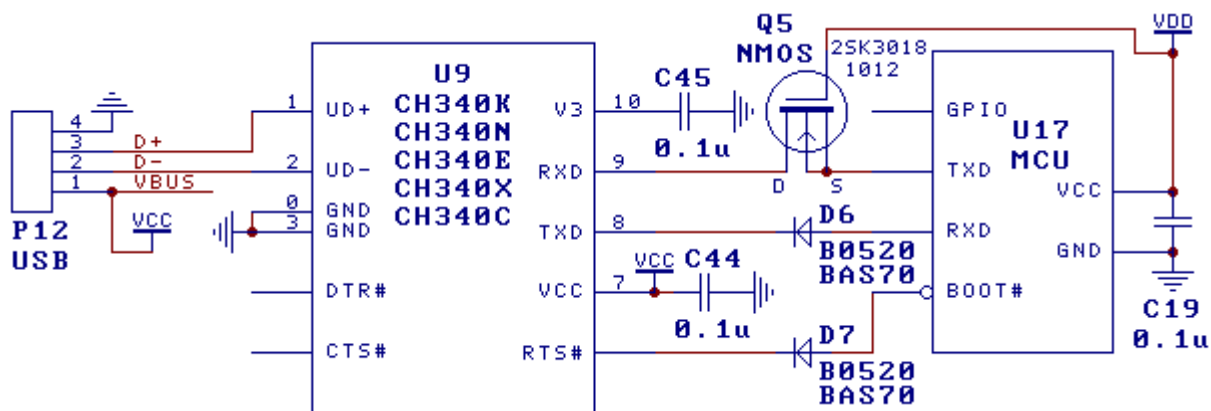 VDD
Q5
NMOS
2SK3018
1012
U9
CH340K
CH340N
CH340E
CH340X
CH340C
C45
0.1u
1
UD+
V3
10
GPIO
U17
MCU
4
3
D+
2
D-
1
VBUS
2
UD-
RXD
9
D
S
TXD
VCC
0
GND
3
GND
VCC
TXD
8
D6
B0520
BAS70
RXD
GND
P12
USB
DTR#
VCC
7
VCC
C44
0.1u
BOOT#
C19
0.1u
CTS#
RTS#
D7
B0520
BAS70